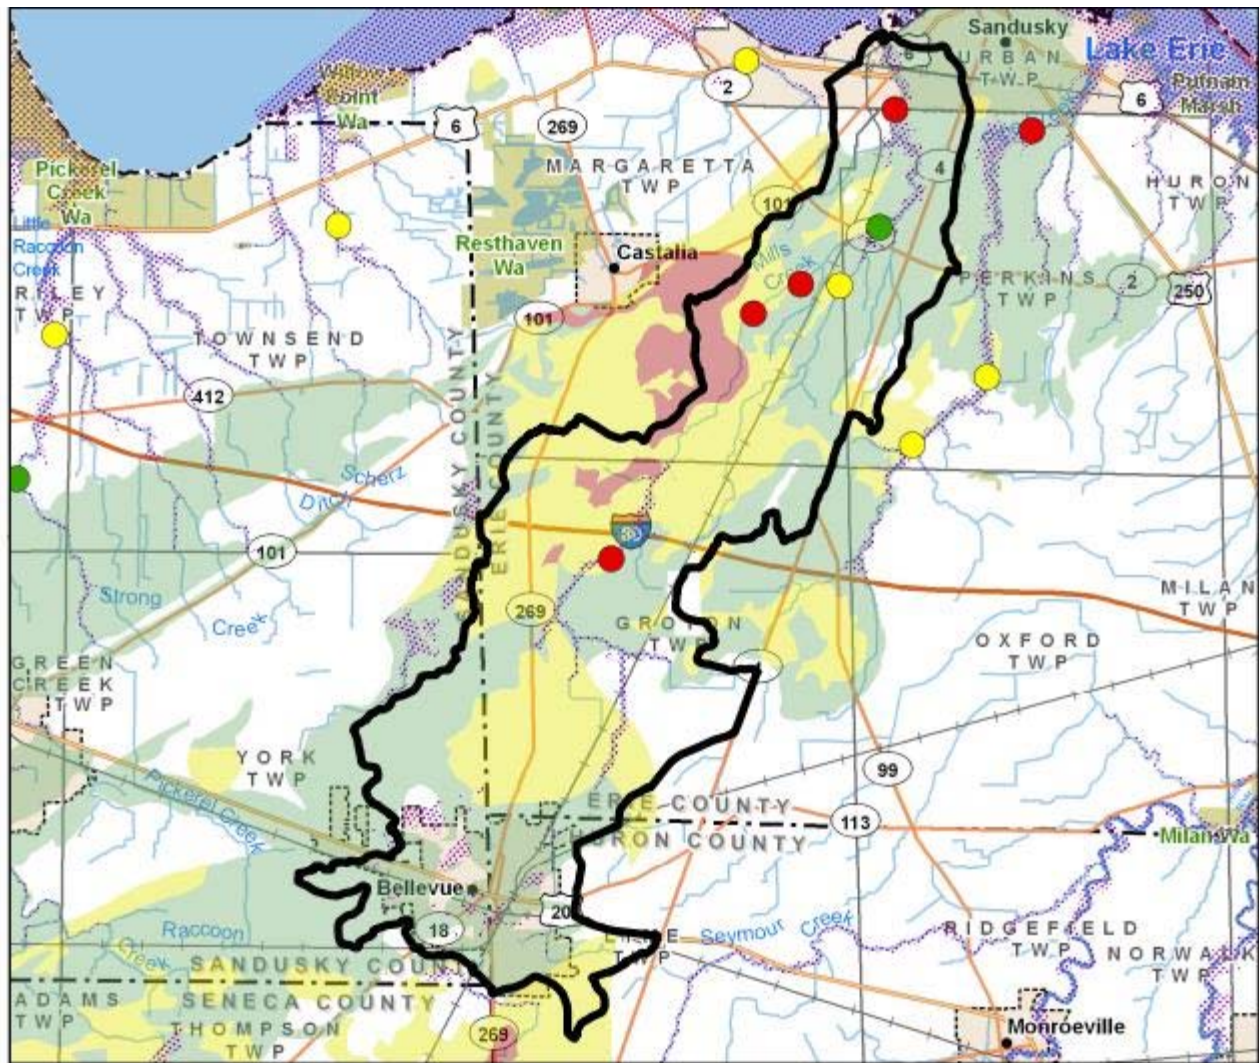 Sandusky
Lake Erie
URBAN
TWP
6
Putnam
Marsh
6
2
Point
Wa
6
269
MARGARETTA
TWP
4
HURON
TWP
Pickerel
Creek
Wa
101
Little
Raccoon
Creek
Resthaven
Wa
Castalia
Mills
Creek
RILEY
TWP
PERKINS
TWP
2
250
101
TOWNSEND
TWP
412
SANDUSKY COUNTY
ERIE COUNTY
Scherz
Ditch
80
101
Strong
Creek
269
GROTON
TWP
MILAN
TWP
OXFORD
TWP
GREEN
CREEK
TWP
YORK
TWP
Pickerel Creek
99
ERIE COUNTY
HURON COUNTY
113
Milan Wa
Bellevue
20
18
Raccoon
Creek
Seymour Creek
TWP
RIDGEFIELD
TWP
NORWALK
TWP
SANDUSKY COUNTY
SENECA COUNTY
ADAMS
TWP
THOMPSON
TWP
269
Monroeville